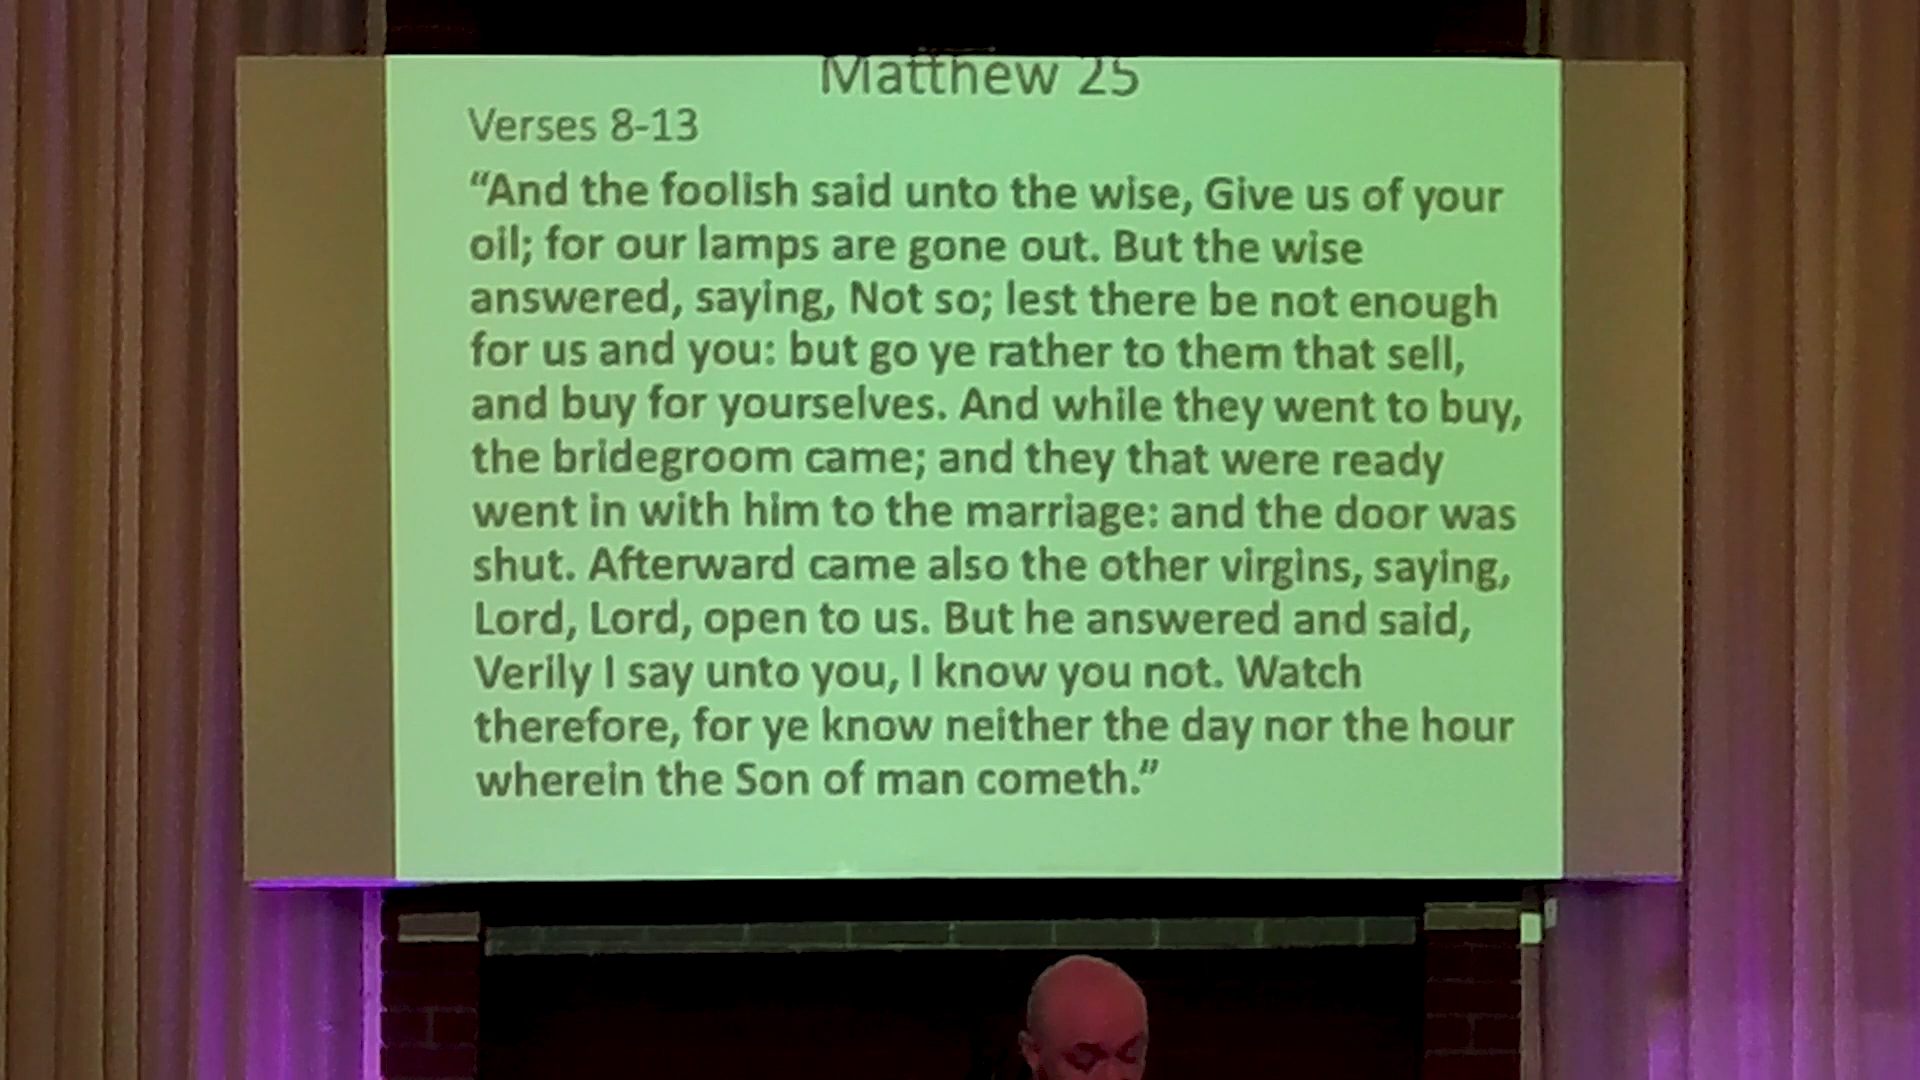 Matthew 25
Verses 8-13
“And the foolish said unto the wise, Give us of your
oil; for our lamps are gone out. But the wise
answered, saying, Not so; lest there be not enough
for us and you: but go ye rather to them that sell,
and buy for yourselves. And while they went to buy,
the bridegroom came; and they that were ready
went in with him to the marriage: and the door was
shut. Afterward came also the other virgins, saying,
Lord, Lord, open to us. But he answered and said,
Verily I say unto you, I know you not. Watch
therefore, for ye know neither the day nor the hour
wherein the Son of man cometh.”